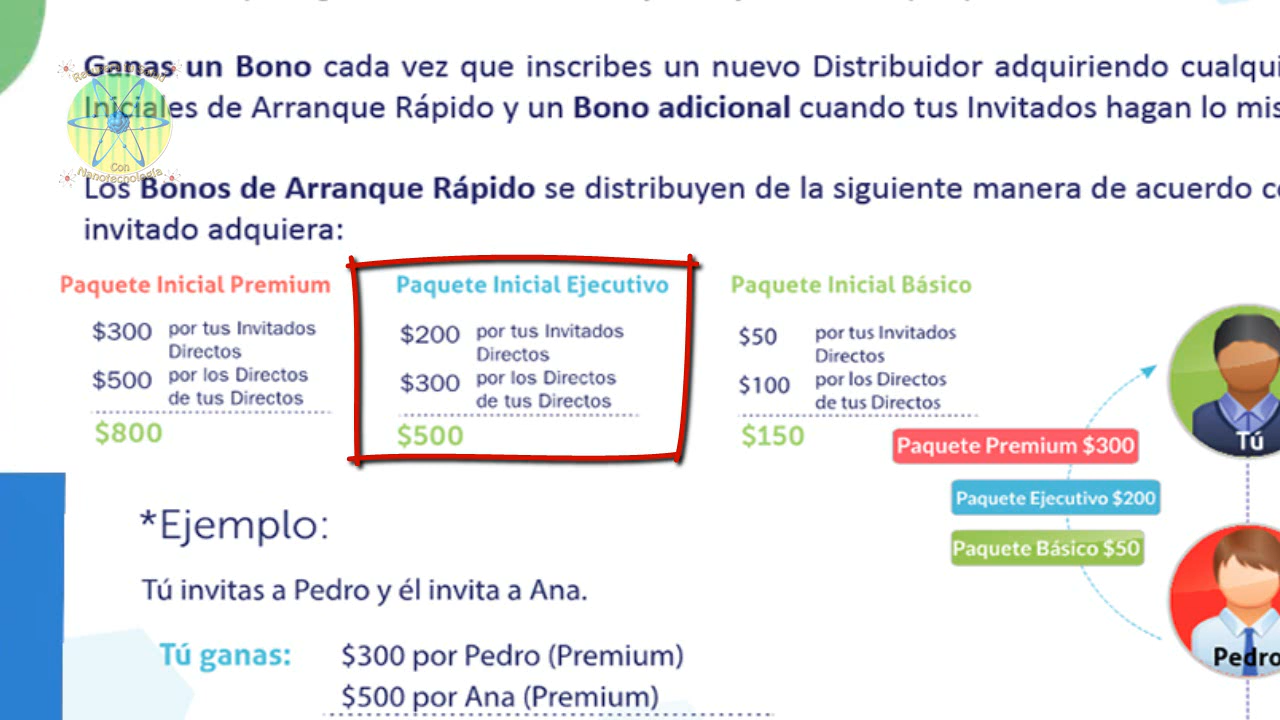 Ganas un Bono cada vez que inscribes un nuevo Distribuidor adquiriendo
Iniciales de Arranque Rápido y un Bono adicional cuando tus Invitados hagan lo
Con
Nanotecnología
Los Bonos de Arranque Rápido se distribuyen de la siguiente manera de acuerdo
invitado adquiera:
Paquete Inicial Premium
$300 por tus Invitados
Directos
$500 por los Directos
de tus Directos
$800
Paquete Inicial Ejecutivo
$200 por tus Invitados
Directos
$300 por los Directos
de tus Directos
$500
Paquete Inicial Básico
$50 por tus Invitados
Directos
$100 por los Directos
de tus Directos
$150
Tú
Paquete Premium $300
Paquete Ejecutivo $200
Paquete Básico $50
Pedro
*Ejemplo:
Tú invitas a Pedro y él invita a Ana.
Tú ganas: $300 por Pedro (Premium)
$500 por Ana (Premium)